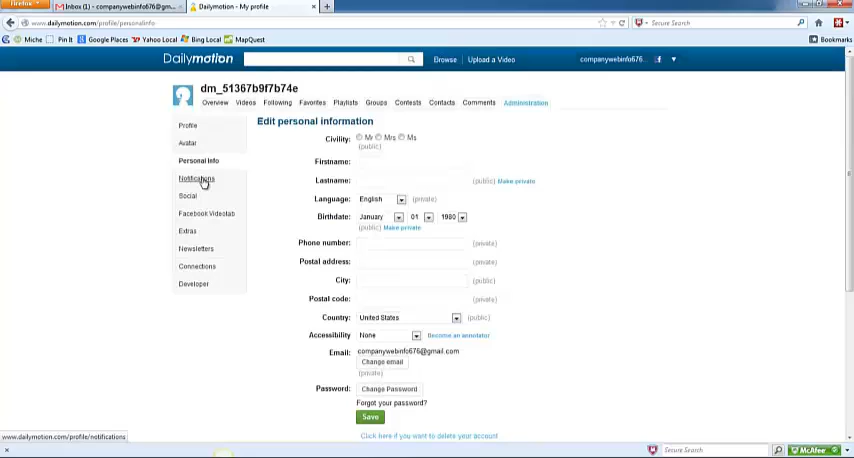 Firefox
Inbox (1) - companywebinfo676@gm...
Dailymotion - My profile
www.dailymotion.com/profile/personalinfo
Secure Search
Miche
Pin It
Google Places
Yahoo Local
Bing Local
MapQuest
Bookmarks
Dailymotion
Browse
Upload a Video
companywebinfo676...
dm_51367b9f7b74e
Overview
Videos
Following
Favorites
Playlists
Groups
Contests
Contacts
Comments
Administration
Profile
Avatar
Personal Info
Notifications
Social
Facebook Videotab
Extras
Newsletters
Connections
Developer
Edit personal information
Civility: Mr Mrs Ms
(public)
Firstname:
Lastname: (public) Make private
Language: English (private)
Birthdate: January 01 1980
(public) Make private
Phone number: (private)
Postal address: (private)
City: (public)
Postal code: (private)
Country: United States (public)
Accessibility None Become an annotator
Email: companywebinfo676@gmail.com
Change email
(private)
Password: Change Password
Forgot your password?
Save
Click here if you want to delete your account
www.dailymotion.com/profile/notifications
Secure Search
McAfee